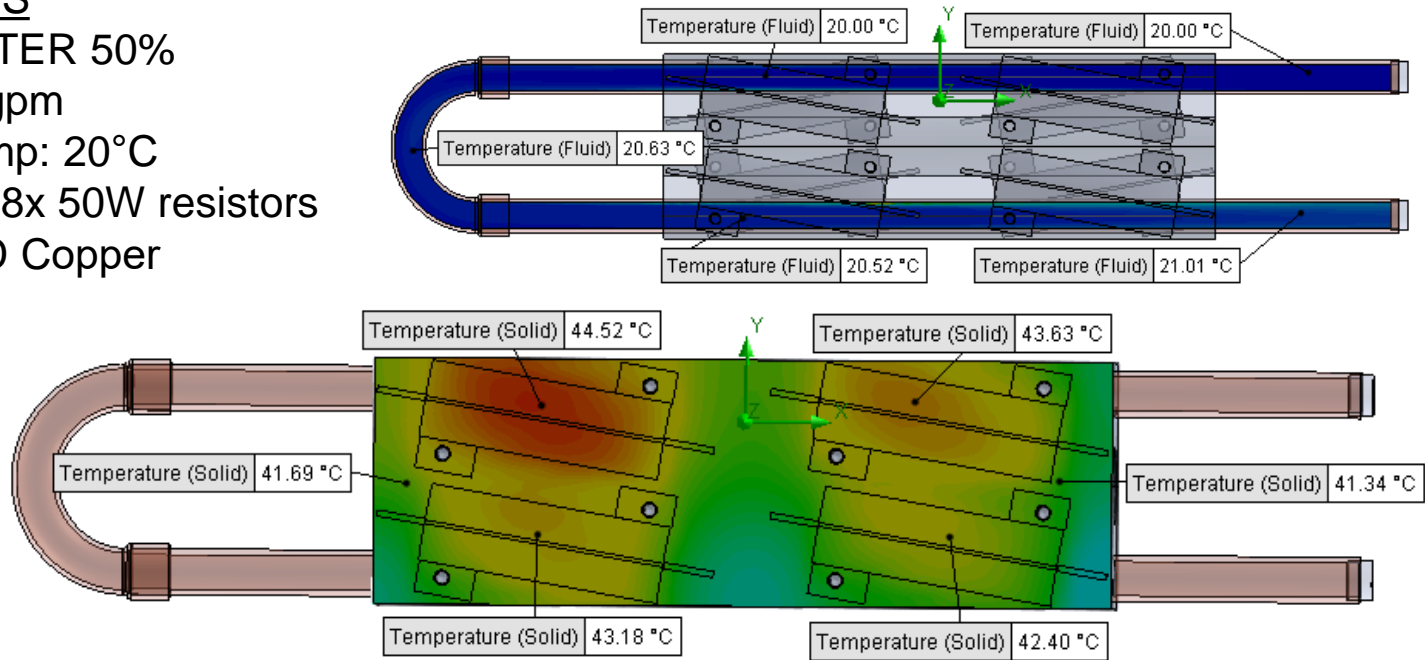 TER 50%
gpm
np: 20°C
8x 50W resistors
Copper
Temperature (Fluid) 20.00 °C
Temperature (Fluid) 20.00 °C
Y
Z X
Temperature (Fluid) 20.63 °C
Temperature (Fluid) 20.52 °C
Temperature (Fluid) 21.01 °C
Temperature (Solid) 44.52 °C
Y
Temperature (Solid) 43.63 °C
Z X
Temperature (Solid) 41.69 °C
Temperature (Solid) 41.34 °C
Temperature (Solid) 43.18 °C
Temperature (Solid) 42.40 °C